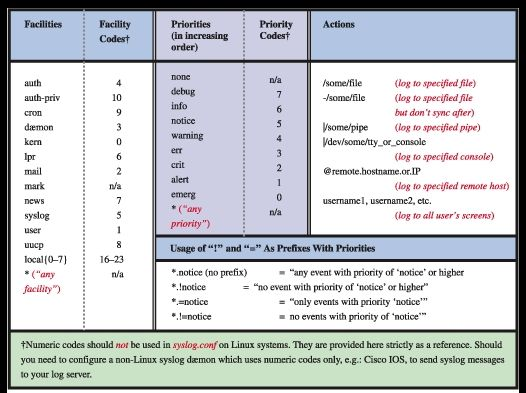 Facilities Facility Codes†
auth 4
auth-priv 10
cron 9
dæmon 3
kern 0
lpr 6
mail 2
mark n/a
news 7
syslog 5
user 1
uucp 8
local{0–7} 16–23
* (“any facility”) n/a
Priorities (in increasing order) Priority Codes†
none n/a
debug 7
info 6
notice 5
warning 4
err 3
crit 2
alert 1
emerg 0
* (“any priority”) n/a
Actions
/some/file (log to specified file)
-/some/file (log to specified file
but don't sync after)
|/some/pipe (log to specified pipe)
|/dev/some/tty_or_console
(log to specified console)
@remote.hostname.or.IP
(log to specified remote host)
username1, username2, etc.
(log to all user's screens)
Usage of “!” and “=” As Prefixes With Priorities
*.notice (no prefix) = “any event with priority of ‘notice’ or higher
*.!notice = “no event with priority of ‘notice’ or higher”
*.=notice = “only events with priority ‘notice’”
*.!=notice = no events with priority of ‘notice’”
†Numeric codes should not be used in syslog.conf on Linux systems. They are provided here strictly as a reference. Should
you need to configure a non-Linux syslog dæmon which uses numeric codes only, e.g.: Cisco IOS, to send syslog messages
to your log server.